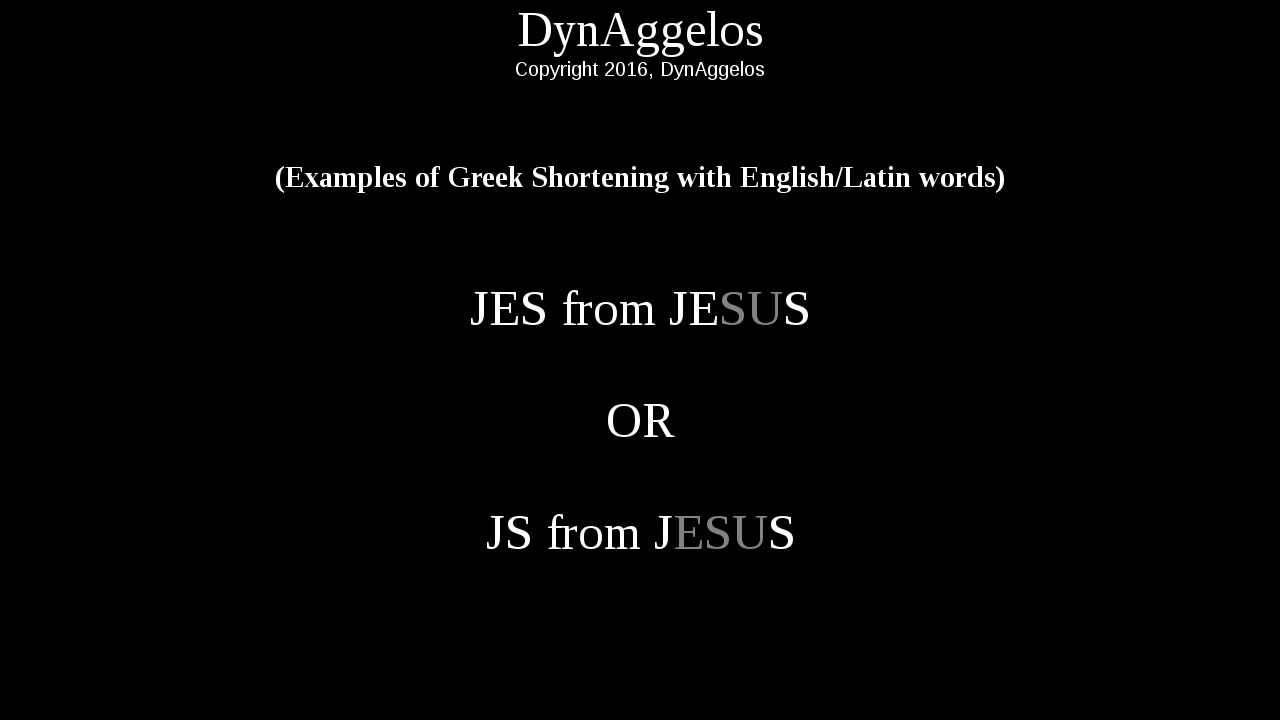 DynAggelos
Copyright 2016, DynAggelos
(Examples of Greek Shortening with English/Latin words)
JES from JESUS
OR
JS from JESUS